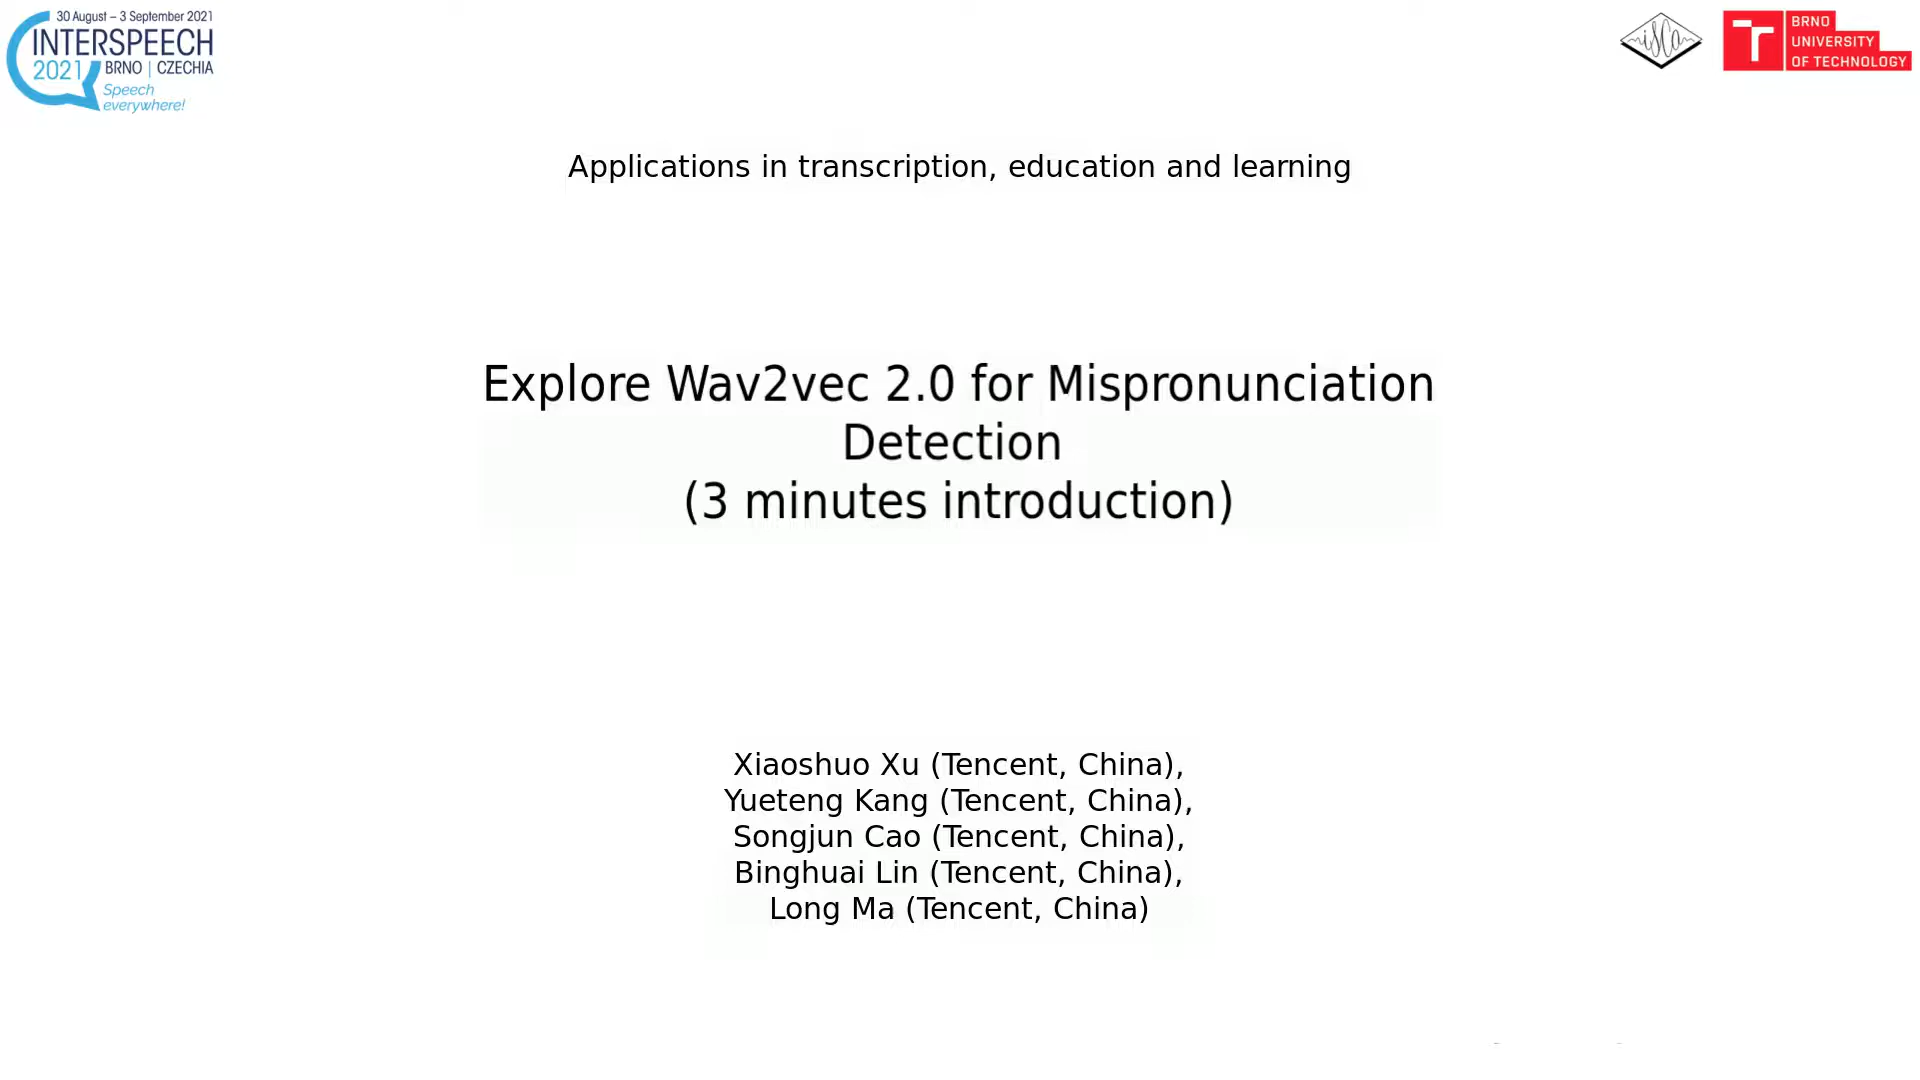 30 August – 3 September 2021
INTERSPEECH
2021 BRNO | CZECHIA
Speech
everywhere!
isca
BRNO
UNIVERSITY
OF TECHNOLOGY
Applications in transcription, education and learning
Explore Wav2vec 2.0 for Mispronunciation
Detection
(3 minutes introduction)
Xiaoshuo Xu (Tencent, China),
Yueteng Kang (Tencent, China),
Songjun Cao (Tencent, China),
Binghuai Lin (Tencent, China),
Long Ma (Tencent, China)